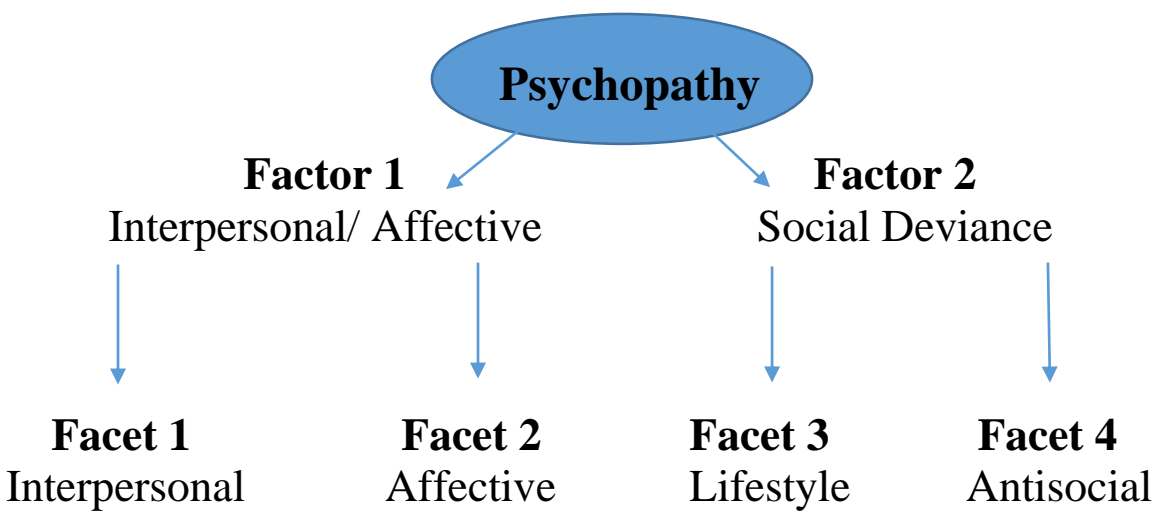 Psychopathy
Factor 1
Interpersonal/ Affective
Factor 2
Social Deviance
Facet 1
Interpersonal
Facet 2
Affective
Facet 3
Lifestyle
Facet 4
Antisocial